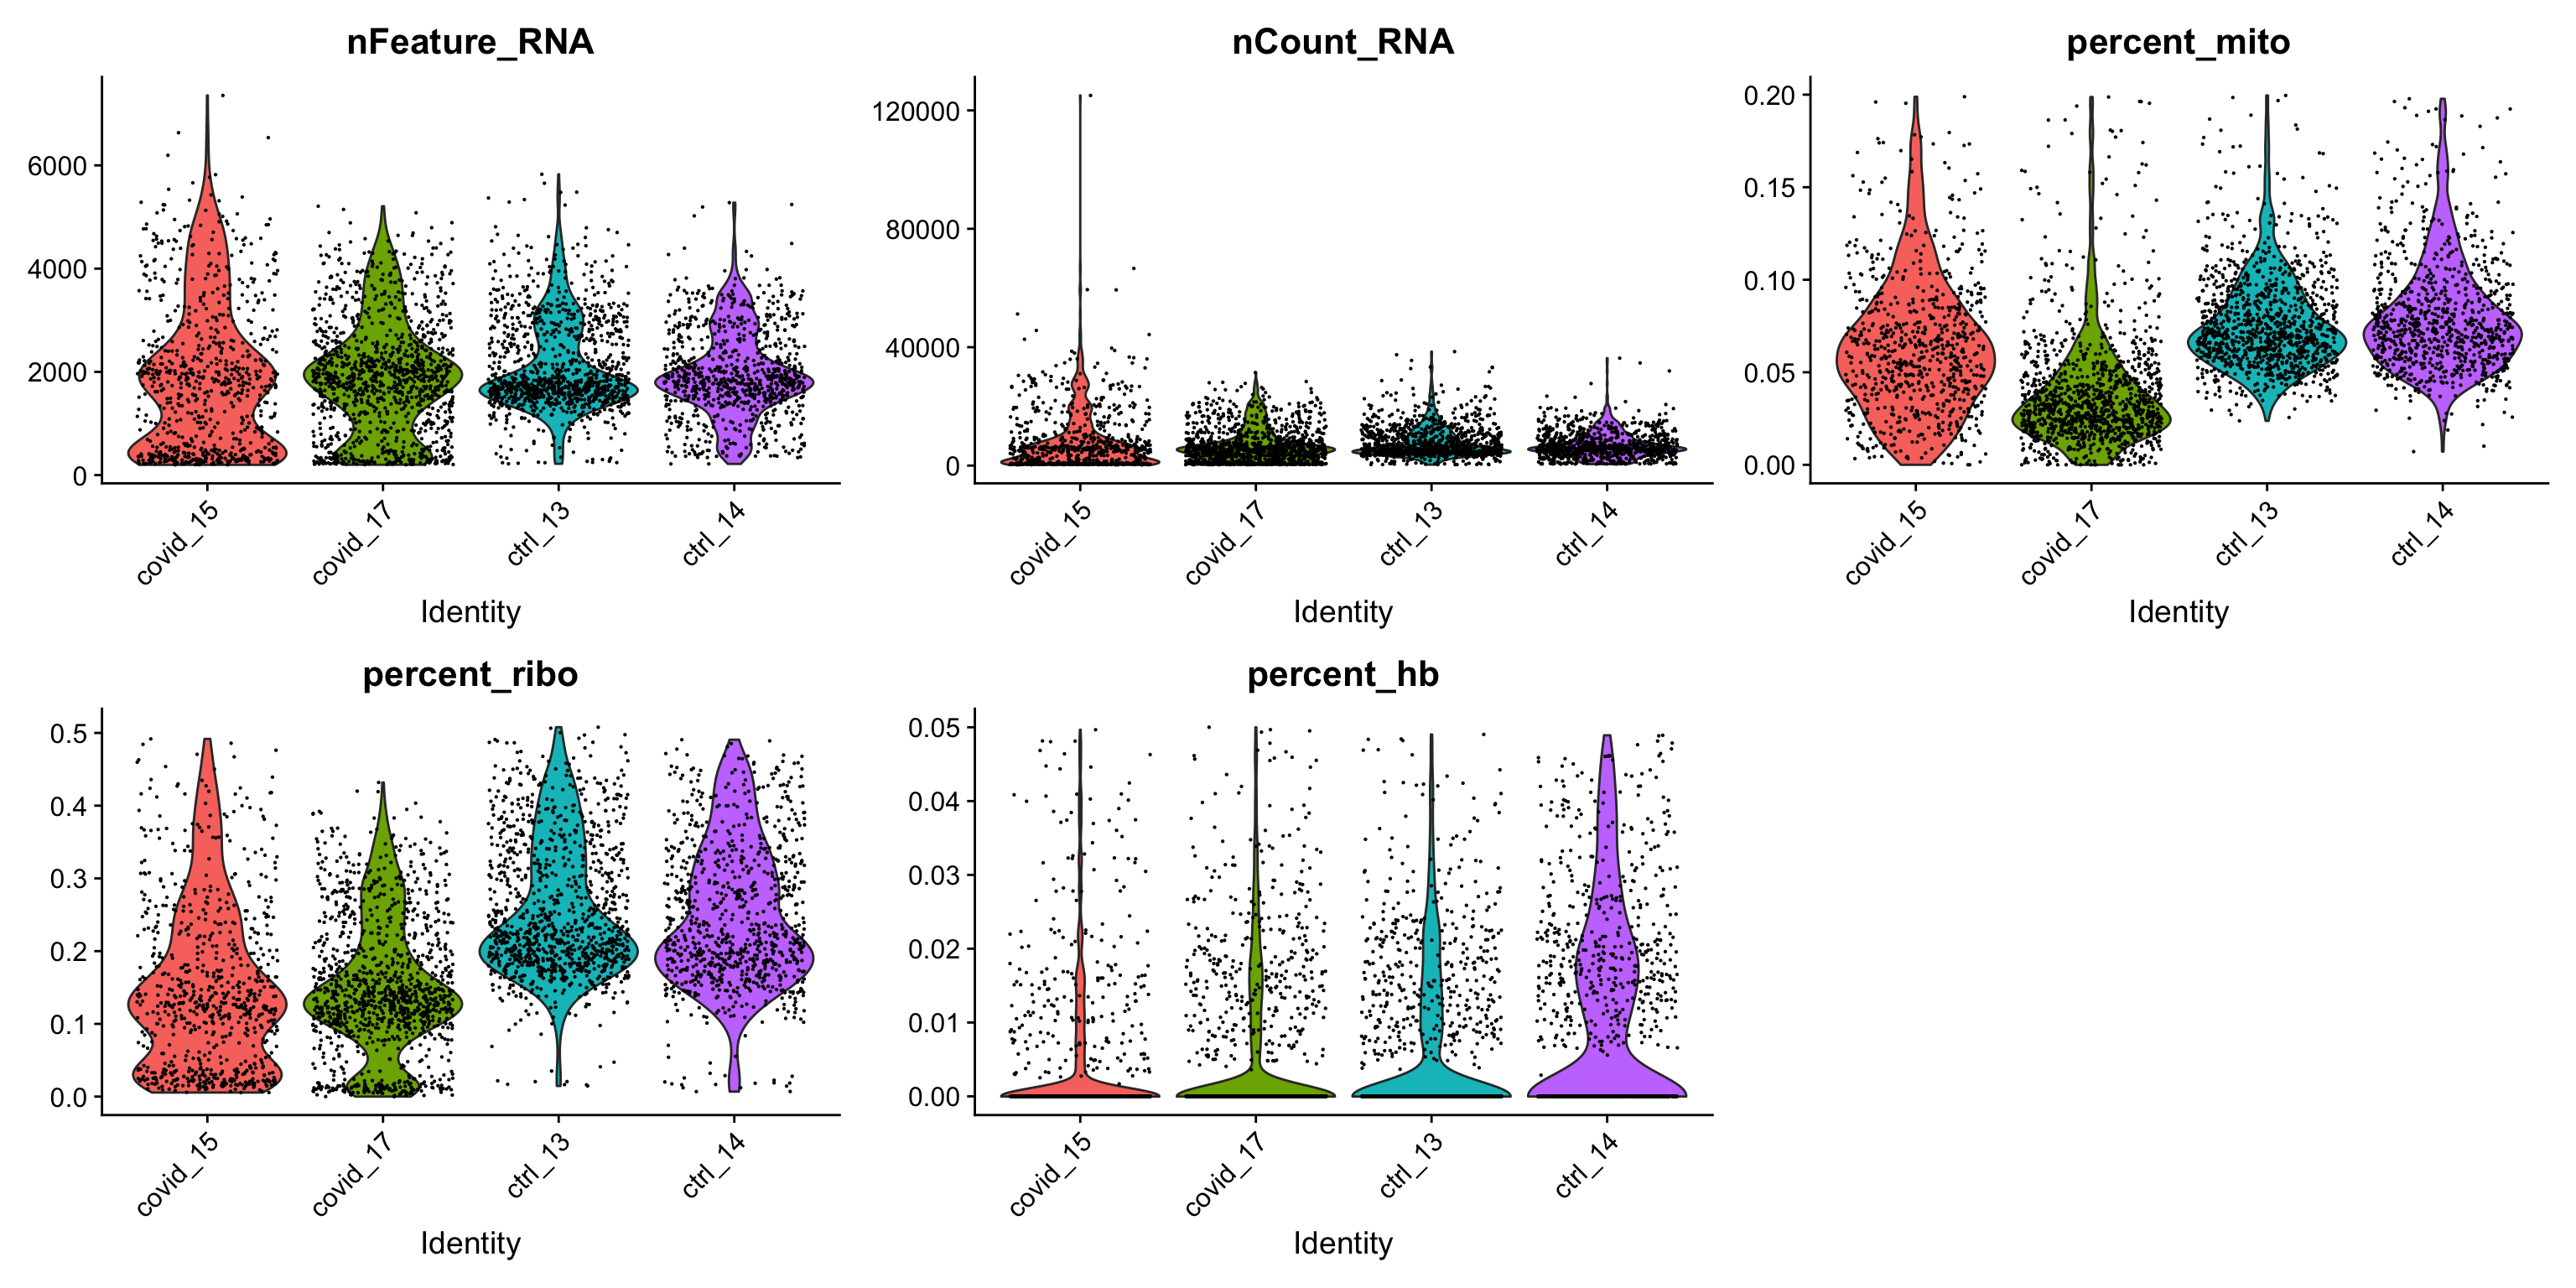 nFeature_RNA
6000
4000
2000
0
covid_15
covid_17
ctrl_13
ctrl_14
Identity
nCount_RNA
120000
80000
40000
0
covid_15
covid_17
ctrl_13
ctrl_14
Identity
percent_mito
0.20
0.15
0.10
0.05
0.00
covid_15
covid_17
ctrl_13
ctrl_14
Identity
percent_ribo
0.5
0.4
0.3
0.2
0.1
0.0
covid_15
covid_17
ctrl_13
ctrl_14
Identity
percent_hb
0.05
0.04
0.03
0.02
0.01
0.00
covid_15
covid_17
ctrl_13
ctrl_14
Identity